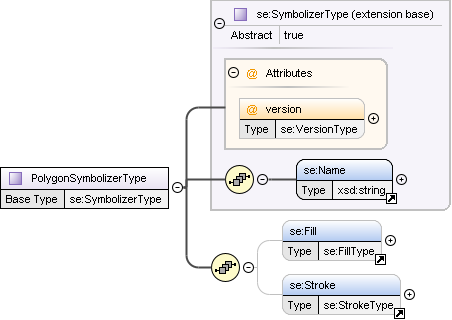 se:SymbolizerType (extension base)
Abstract true
@ Attributes
@ version
Type se:VersionType
PolygonSymbolizerType
Base Type se:SymbolizerType
se:Name
Type xsd:string
se:Fill
Type se:FillType
se:Stroke
Type se:StrokeType